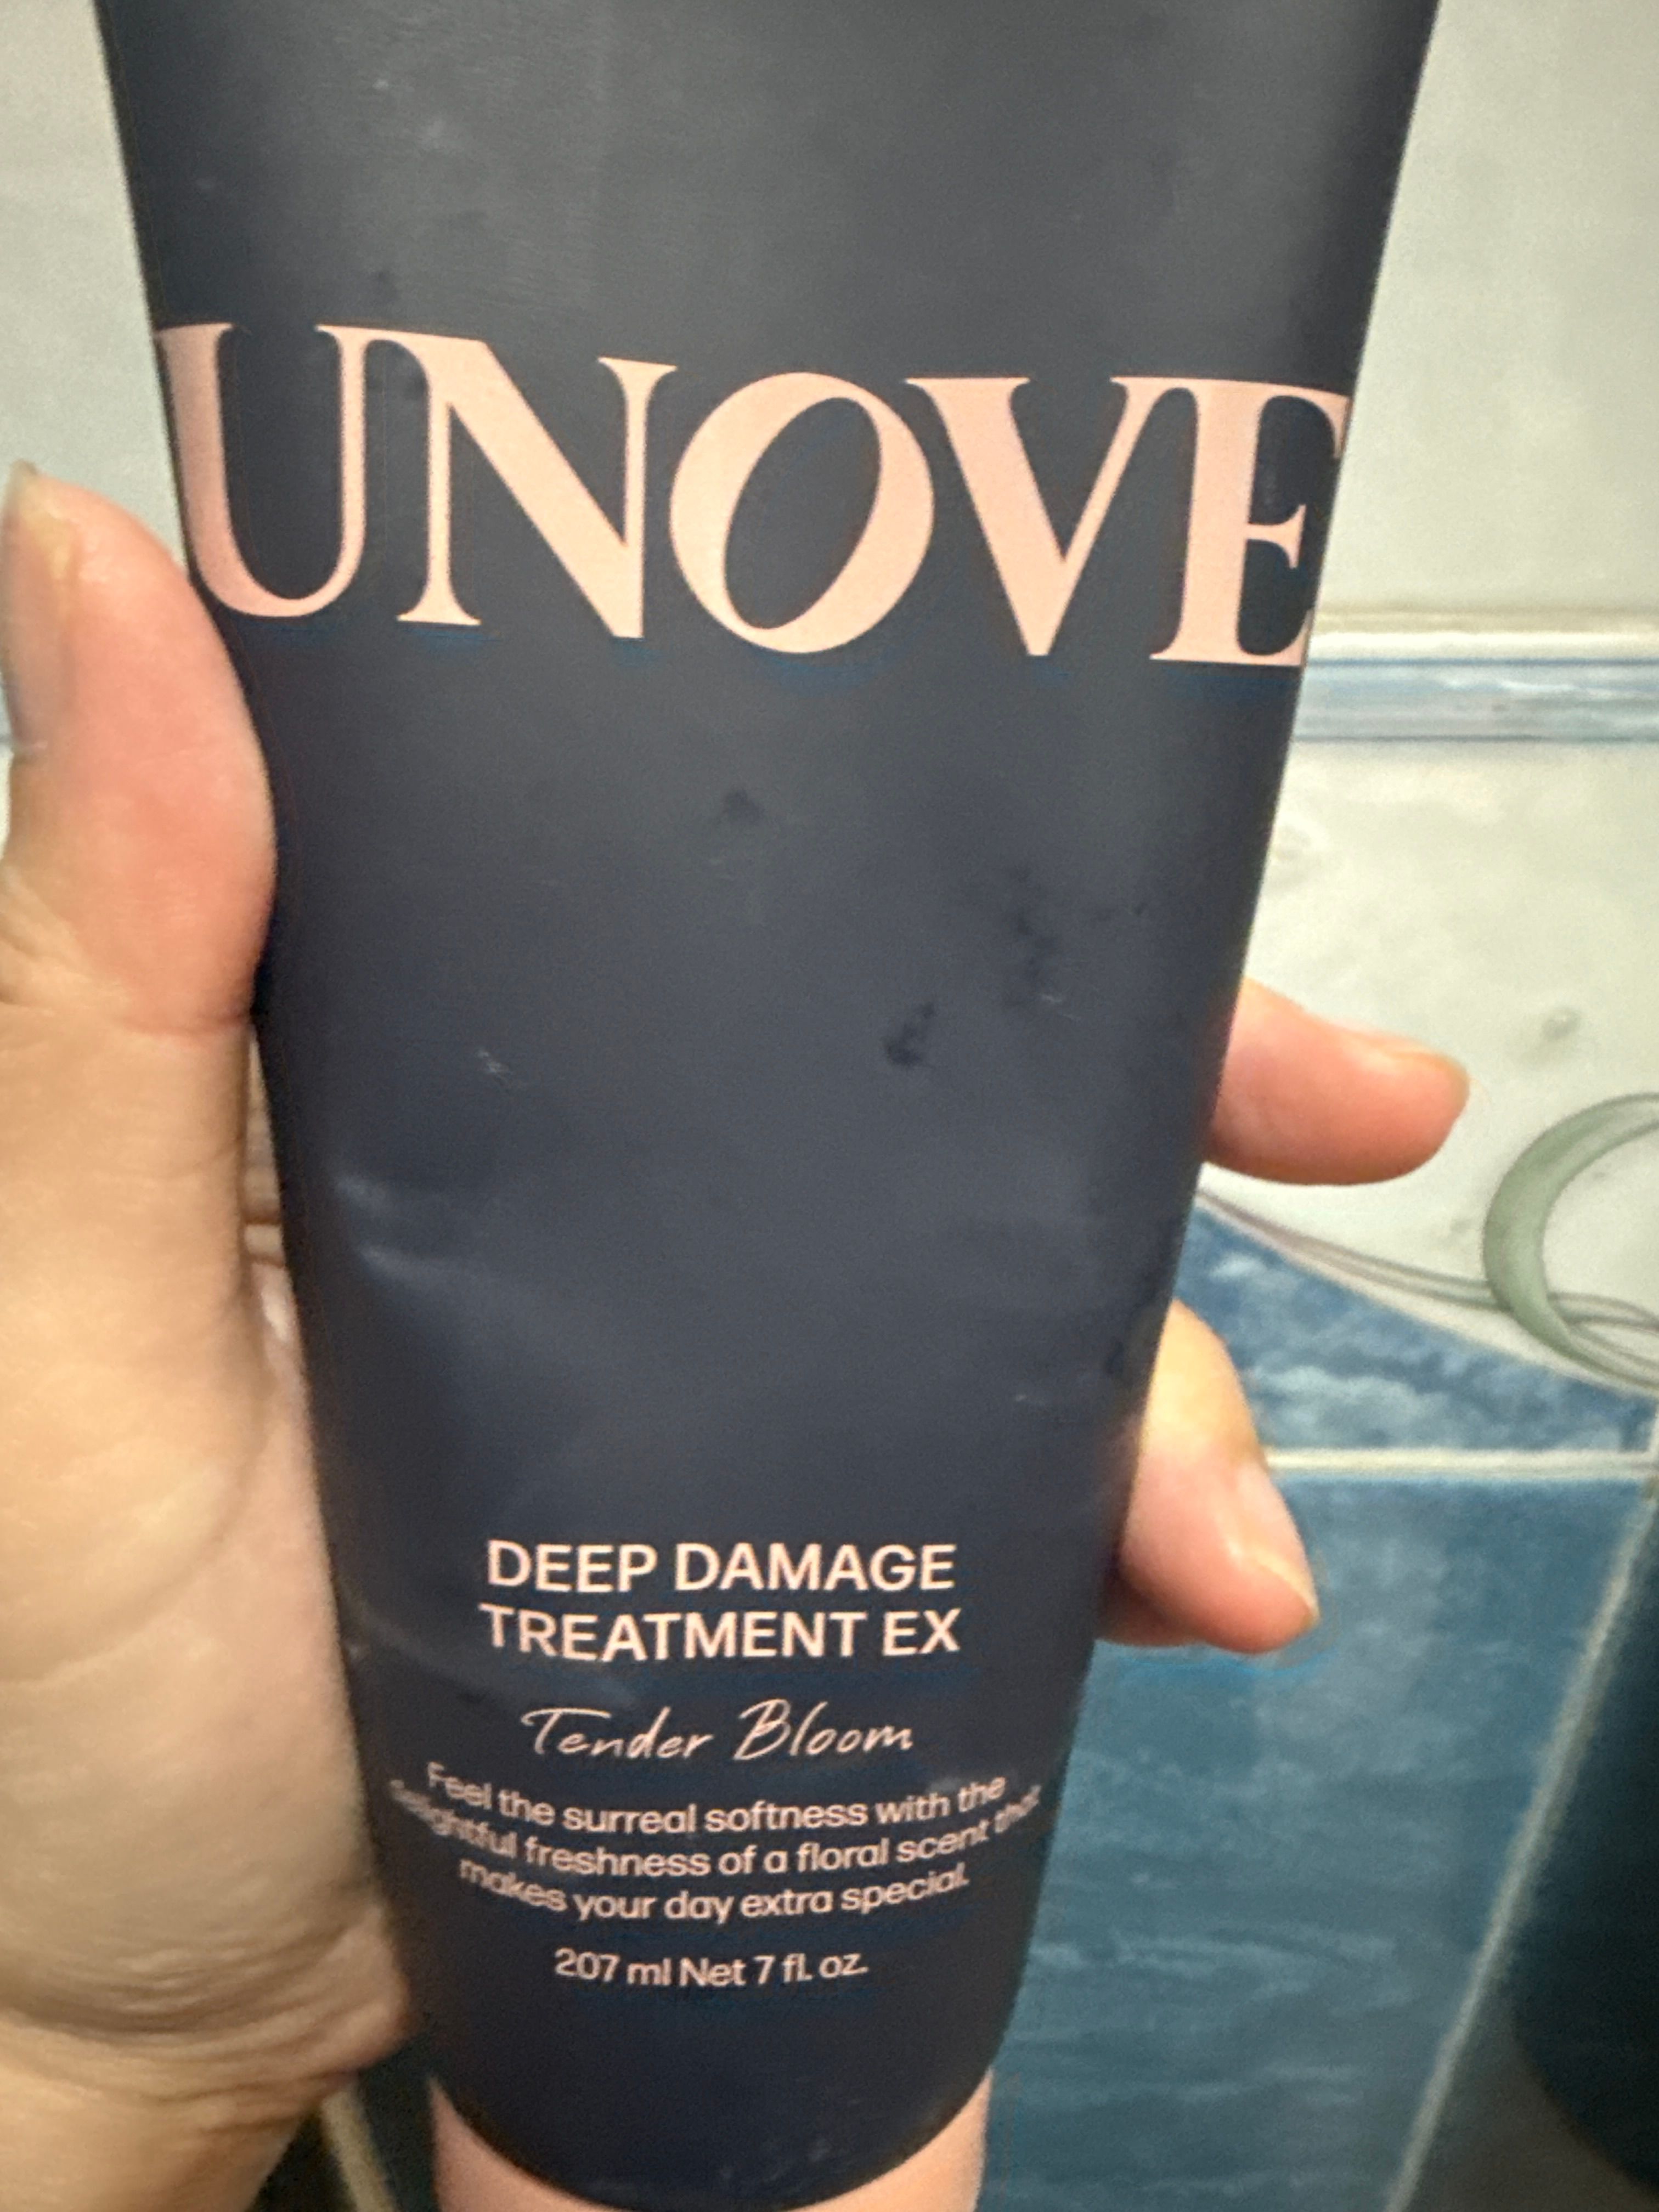 UNOVE
DEEP DAMAGE
TREATMENT EX
Tender Bloom
Feel the surreal softness with the
freshness of a floral scent that
makes your day extra special.
207 ml Net 7 fl. oz.